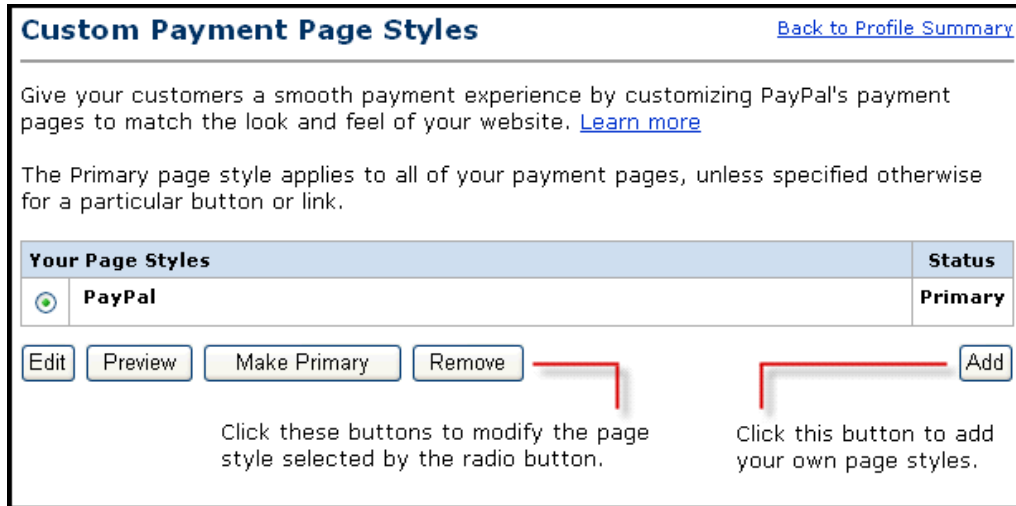 Custom Payment Page Styles
Back to Profile Summary
Give your customers a smooth payment experience by customizing PayPal's payment
pages to match the look and feel of your website. Learn more
The Primary page style applies to all of your payment pages, unless specified otherwise
for a particular button or link.
Your Page Styles Status
PayPal Primary
Edit Preview Make Primary Remove Add
Click these buttons to modify the page
style selected by the radio button.
Click this button to add
your own page styles.